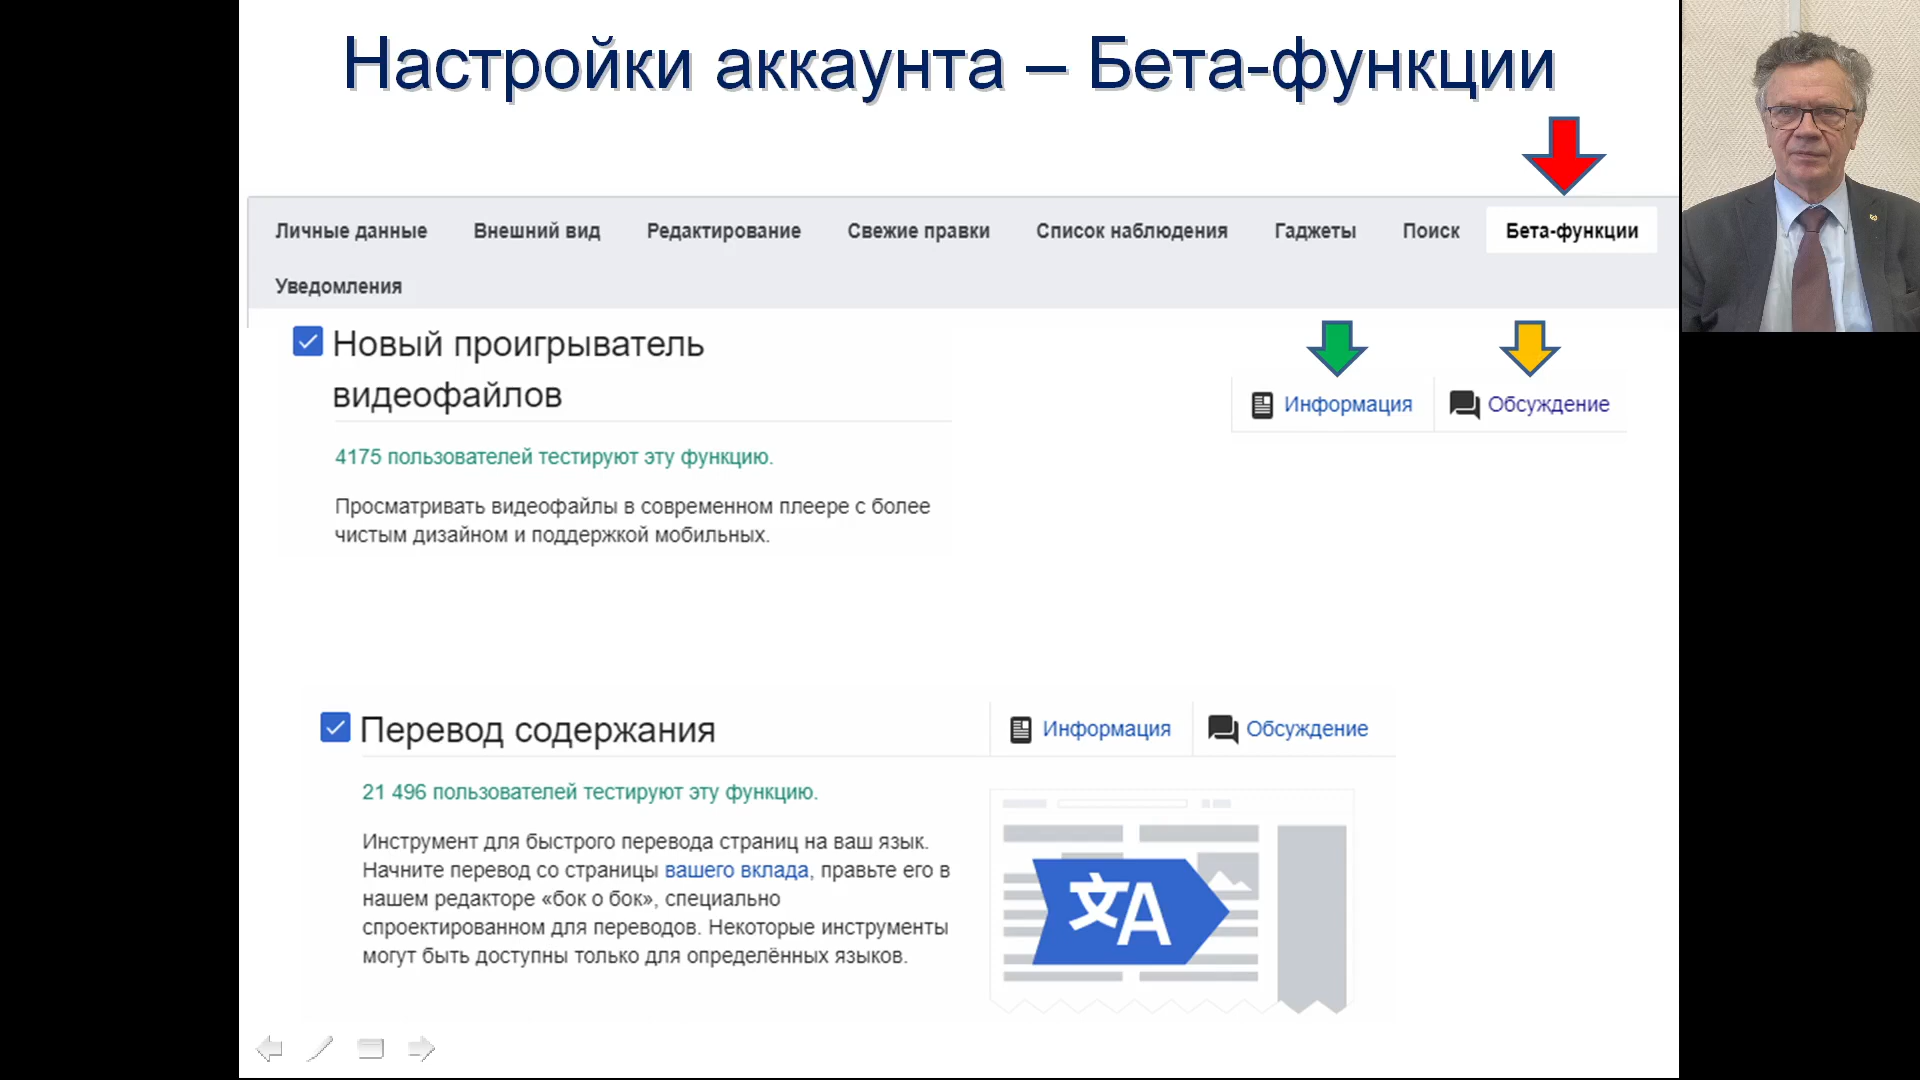 Настройки аккаунта – Бета-функции
Личные данные Внешний вид Редактирование Свежие правки Список наблюдения Гаджеты Поиск Бета-функции
Уведомления
Новый проигрыватель
видеофайлов
Информация Обсуждение
4175 пользователей тестируют эту функцию.
Просматривать видеофайлы в современном плеере с более
чистым дизайном и поддержкой мобильных.
Перевод содержания
Информация Обсуждение
21 496 пользователей тестируют эту функцию.
Инструмент для быстрого перевода страниц на ваш язык.
Начните перевод со страницы вашего вклада, правьте его в
нашем редакторе «бок о бок», специально
спроектированном для переводов. Некоторые инструменты
могут быть доступны только для определённых языков.
文A